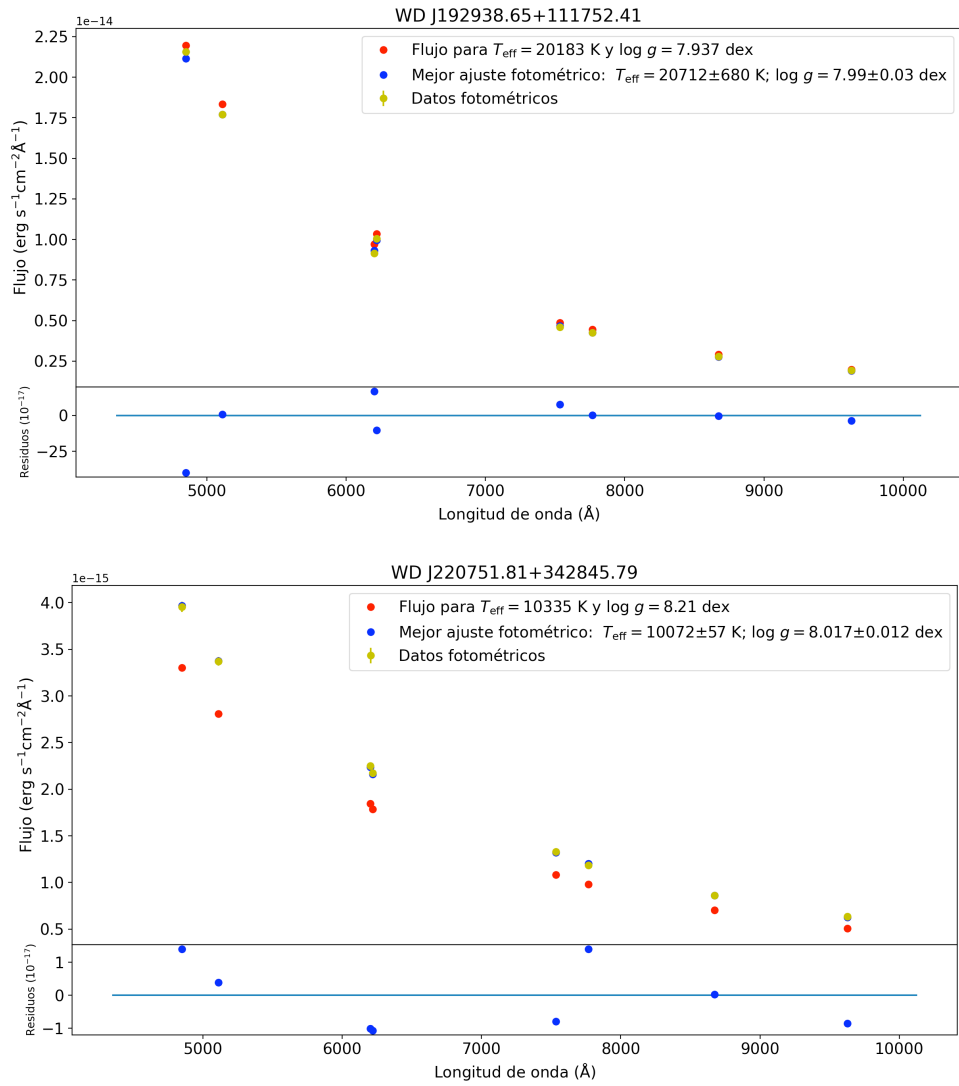 WD J192938.65+111752.41
1e−14
Flujo para Teff = 20183 K y log g = 7.937 dex
Mejor ajuste fotométrico: Teff = 20712±680 K; log g = 7.99±0.03 dex
Datos fotométricos
Flujo (erg s⁻¹cm⁻²Å⁻¹)
2.25
2.00
1.75
1.50
1.25
1.00
0.75
0.50
0.25
Residuos (10⁻¹⁷)
0
−25
5000 6000 7000 8000 9000 10000
Longitud de onda (Å)
WD J220751.81+342845.79
1e−15
Flujo para Teff = 10335 K y log g = 8.21 dex
Mejor ajuste fotométrico: Teff = 10072±57 K; log g = 8.017±0.012 dex
Datos fotométricos
Flujo (erg s⁻¹cm⁻²Å⁻¹)
4.0
3.5
3.0
2.5
2.0
1.5
1.0
0.5
Residuos (10⁻¹⁷)
1
0
−1
5000 6000 7000 8000 9000 10000
Longitud de onda (Å)